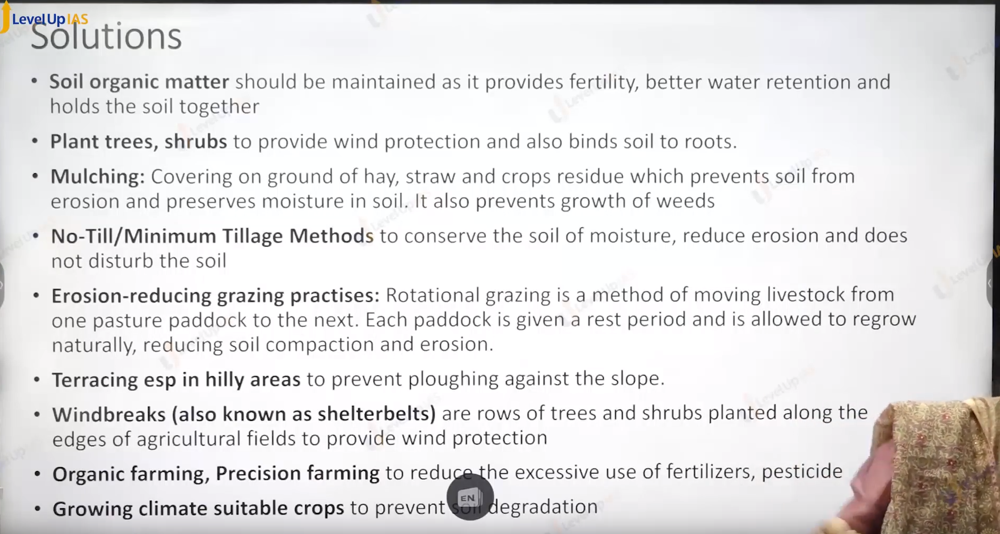 LevelUp IAS
Solutions
• Soil organic matter should be maintained as it provides fertility, better water retention and
holds the soil together
• Plant trees, shrubs to provide wind protection and also binds soil to roots.
• Mulching: Covering on ground of hay, straw and crops residue which prevents soil from
erosion and preserves moisture in soil. It also prevents growth of weeds
• No-Till/Minimum Tillage Methods to conserve the soil of moisture, reduce erosion and does
not disturb the soil
• Erosion-reducing grazing practises: Rotational grazing is a method of moving livestock from
one pasture paddock to the next. Each paddock is given a rest period and is allowed to regrow
naturally, reducing soil compaction and erosion.
• Terracing esp in hilly areas to prevent ploughing against the slope.
• Windbreaks (also known as shelterbelts) are rows of trees and shrubs planted along the
edges of agricultural fields to provide wind protection
• Organic farming, Precision farming to reduce the excessive use of fertilizers, pesticide
EN
• Growing climate suitable crops to prevent soil degradation